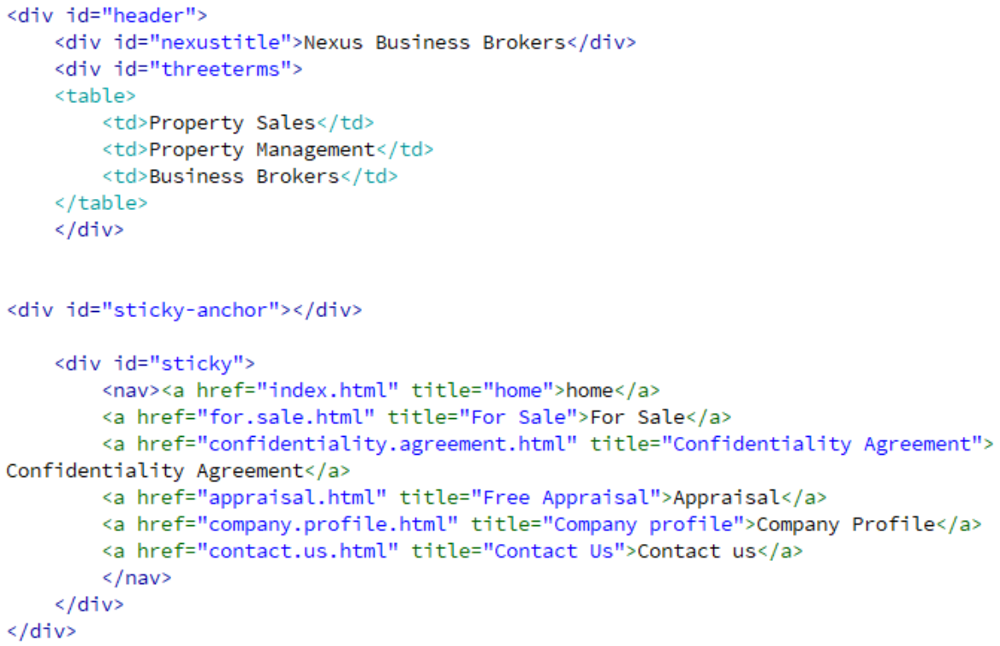 <div id="header">
    <div id="nexustitle">Nexus Business Brokers</div>
    <div id="threeterms">
    <table>
        <td>Property Sales</td>
        <td>Property Management</td>
        <td>Business Brokers</td>
    </table>
    </div>
<div id="sticky-anchor"></div>
    <div id="sticky">
        <nav><a href="index.html" title="home">home</a>
        <a href="for.sale.html" title="For Sale">For Sale</a>
        <a href="confidentiality.agreement.html" title="Confidentiality Agreement">
Confidentiality Agreement</a>
        <a href="appraisal.html" title="Free Appraisal">Appraisal</a>
        <a href="company.profile.html" title="Company profile">Company Profile</a>
        <a href="contact.us.html" title="Contact Us">Contact us</a>
        </nav>
    </div>
</div>